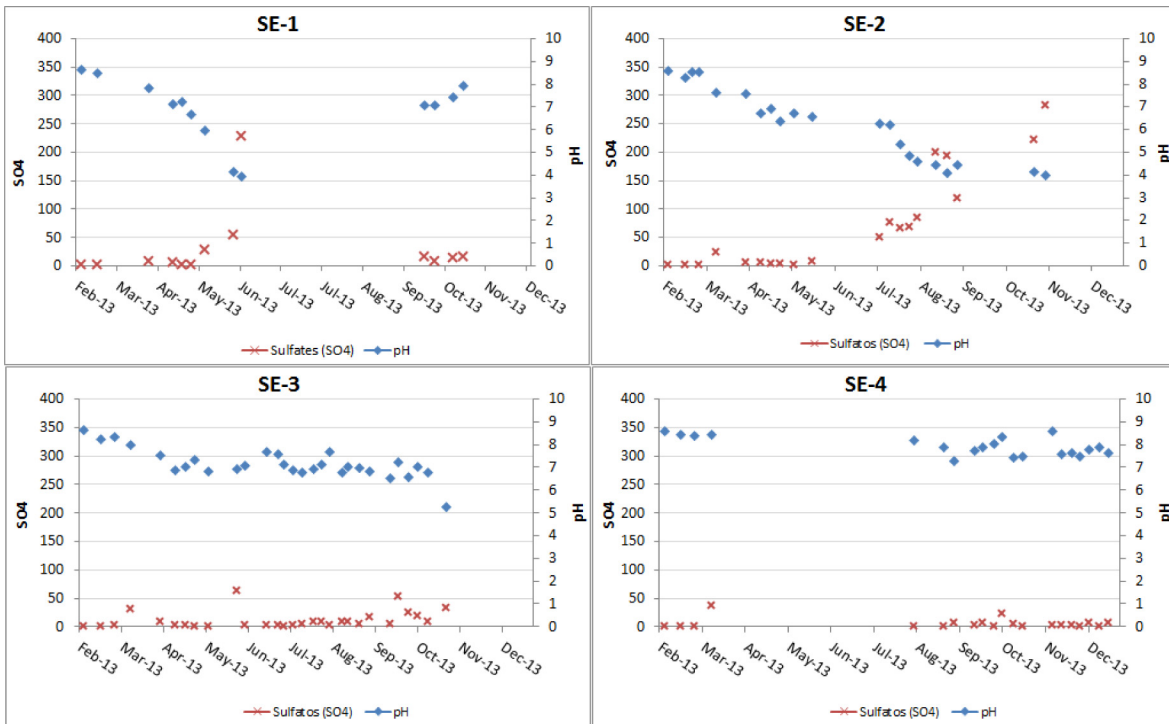 SE-1
400
350
300
250
200
150
100
50
0
SO4
10
9
8
7
6
5
4
3
2
1
0
pH
Feb-13
Mar-13
Apr-13
May-13
Jun-13
Jul-13
Jul-13
Aug-13
Sep-13
Oct-13
Nov-13
Dec-13
Sulfates (SO4) pH
SE-2
400
350
300
250
200
150
100
50
0
SO4
10
9
8
7
6
5
4
3
2
1
0
pH
Feb-13
Mar-13
Apr-13
May-13
Jun-13
Jul-13
Aug-13
Sep-13
Oct-13
Nov-13
Dec-13
Sulfatos (SO4) pH
SE-3
400
350
300
250
200
150
100
50
0
SO4
10
9
8
7
6
5
4
3
2
1
0
pH
Feb-13
Mar-13
Apr-13
May-13
Jun-13
Jul-13
Aug-13
Sep-13
Oct-13
Nov-13
Dec-13
Sulfatos (SO4) pH
SE-4
400
350
300
250
200
150
100
50
0
SO4
10
9
8
7
6
5
4
3
2
1
0
pH
Feb-13
Mar-13
Apr-13
May-13
Jun-13
Jul-13
Aug-13
Sep-13
Oct-13
Nov-13
Dec-13
Sulfatos (SO4) pH